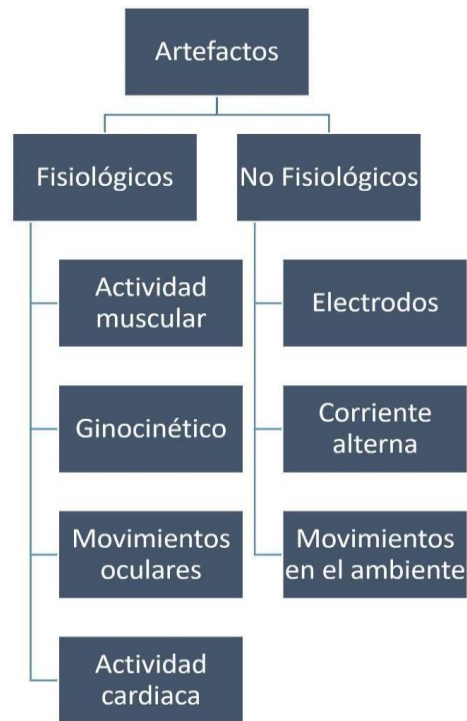 Artefactos
Fisiológicos
No Fisiológicos
Actividad
muscular
Electrodos
Ginocinético
Corriente
alterna
Movimientos
oculares
Movimientos
en el ambiente
Actividad
cardiaca